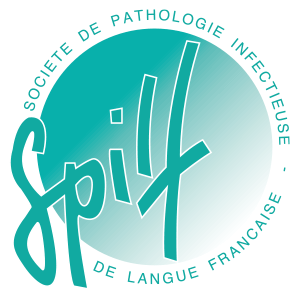 SOCIETE DE PATHOLOGIE INFECTIEUSE -
DE LANGUE FRANCAISE
Spilf